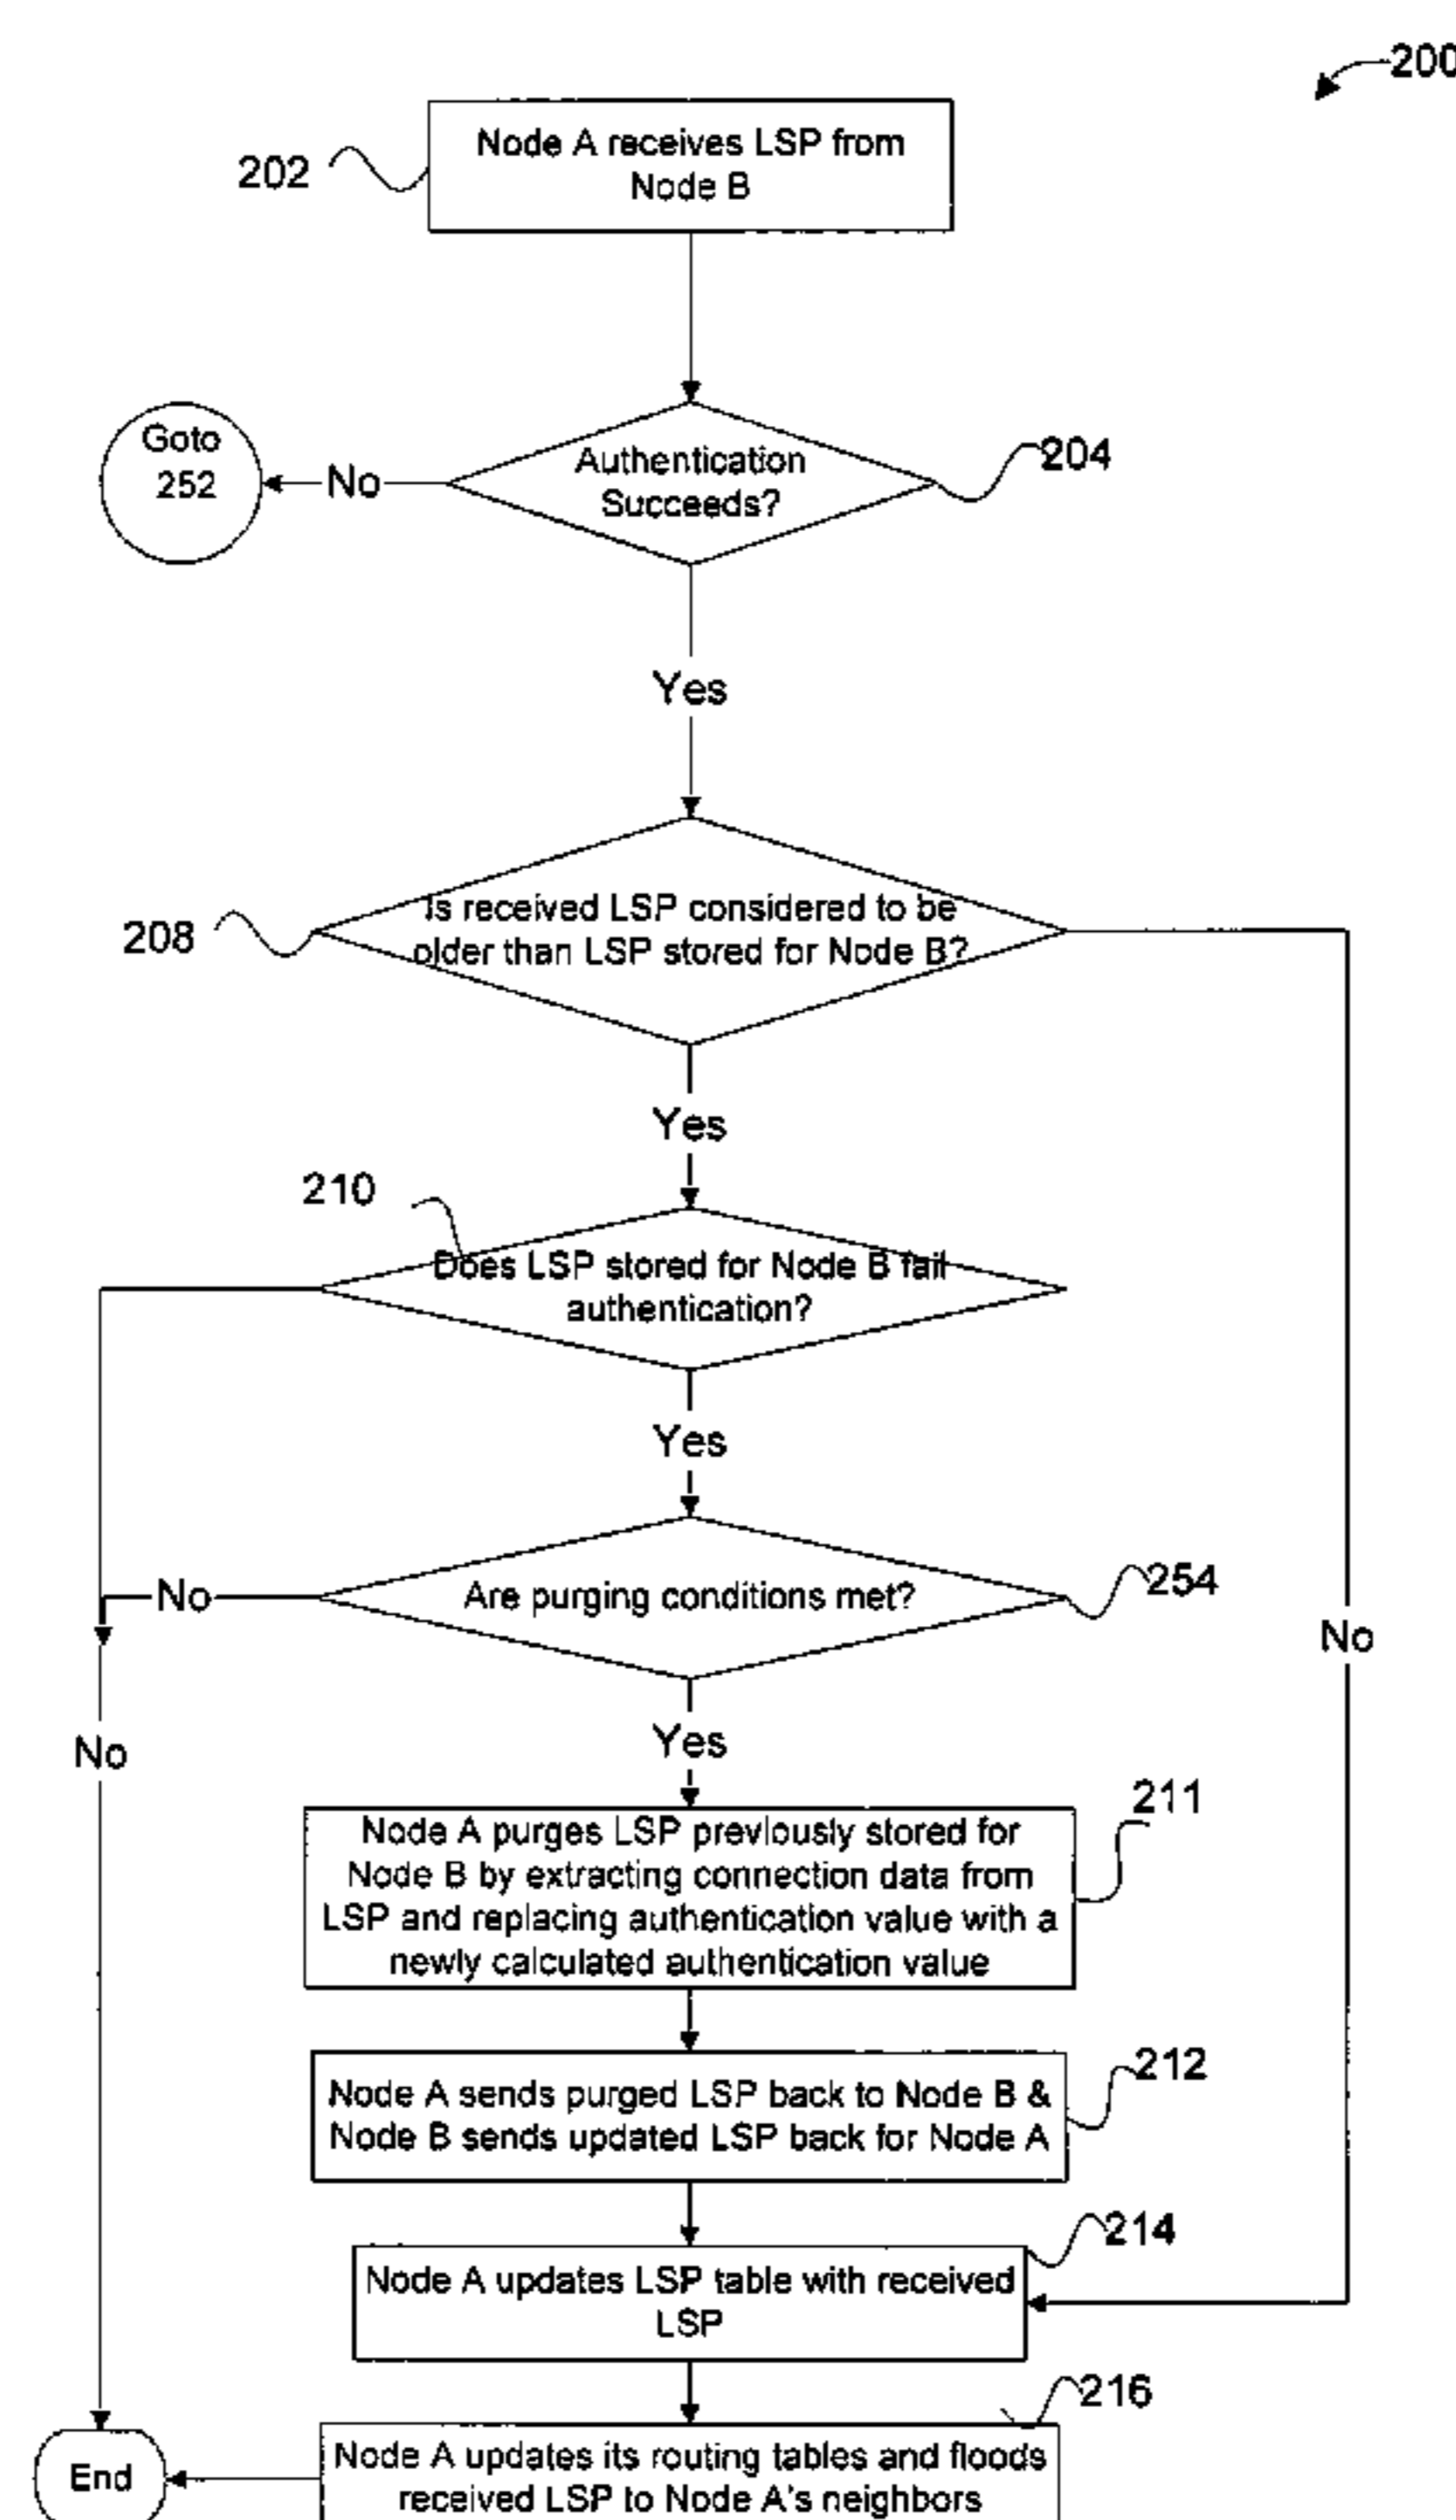 200
Node A receives LSP from
Node B
202
Goto
252
No
Authentication
Succeeds?
204
Yes
Is received LSP considered to be
older than LSP stored for Node B?
208
Yes
210
Does LSP stored for Node B fail
authentication?
Yes
No
Are purging conditions met?
254
No
No
Yes
211
Node A purges LSP previously stored for
Node B by extracting connection data from
LSP and replacing authentication value with a
newly calculated authentication value
212
Node A sends purged LSP back to Node B &
Node B sends updated LSP back for Node A
214
Node A updates LSP table with received
LSP
216
End
Node A updates its routing tables and floods
received LSP to Node A's neighbors